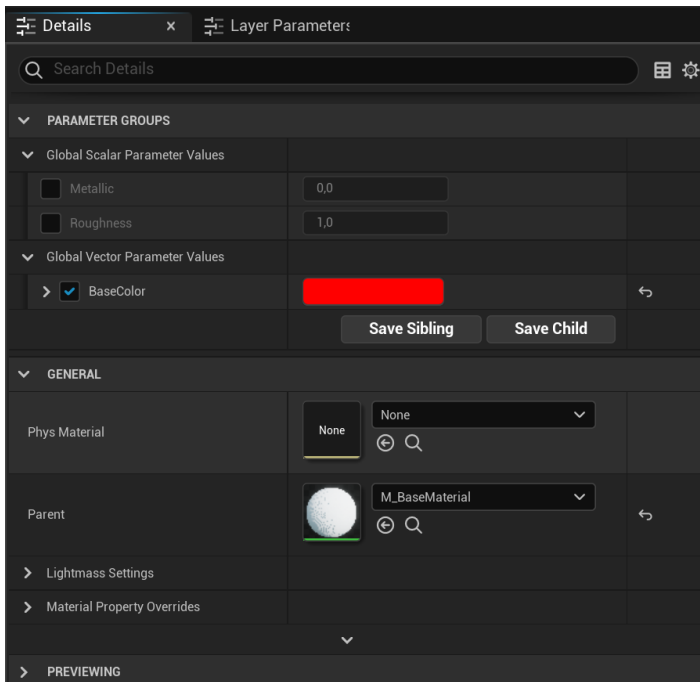 Details
Layer Parameters
Search Details
PARAMETER GROUPS
Global Scalar Parameter Values
Metallic 0,0
Roughness 1,0
Global Vector Parameter Values
BaseColor
Save Sibling Save Child
GENERAL
Phys Material None None
Parent M_BaseMaterial
Lightmass Settings
Material Property Overrides
PREVIEWING